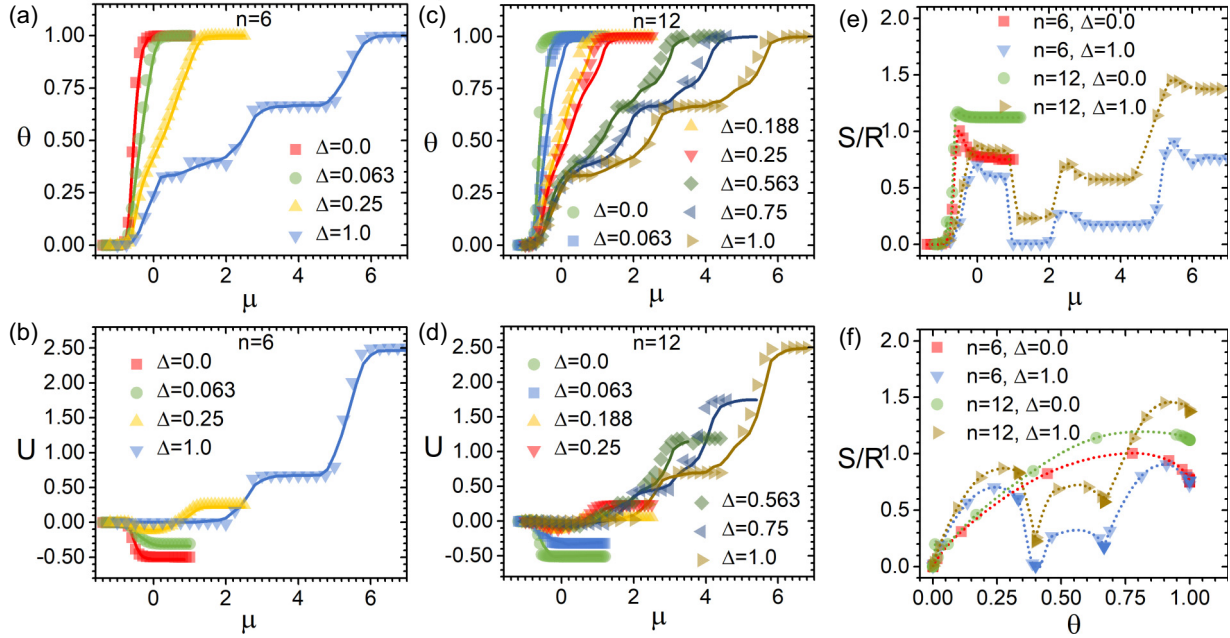 (a)
n=6
1.00
0.75
0.50
0.25
0.00
θ
Δ=0.0
Δ=0.063
Δ=0.25
Δ=1.0
0 2 4 6
μ
(b)
n=6
2.50
2.00
1.50
1.00
0.50
0.00
-0.50
U
Δ=0.0
Δ=0.063
Δ=0.25
Δ=1.0
0 2 4 6
μ
(c)
n=12
1.00
0.75
0.50
0.25
0.00
θ
Δ=0.0
Δ=0.063
Δ=0.188
Δ=0.25
Δ=0.563
Δ=0.75
Δ=1.0
0 2 4 6
μ
(d)
n=12
2.50
2.00
1.50
1.00
0.50
0.00
-0.50
U
Δ=0.0
Δ=0.063
Δ=0.188
Δ=0.25
Δ=0.563
Δ=0.75
Δ=1.0
0 2 4 6
μ
(e)
2.0
1.5
1.0
0.5
0.0
S/R
n=6, Δ=0.0
n=6, Δ=1.0
n=12, Δ=0.0
n=12, Δ=1.0
0 2 4 6
μ
(f)
2.0
1.5
1.0
0.5
0.0
S/R
n=6, Δ=0.0
n=6, Δ=1.0
n=12, Δ=0.0
n=12, Δ=1.0
0.00 0.25 0.50 0.75 1.00
θ